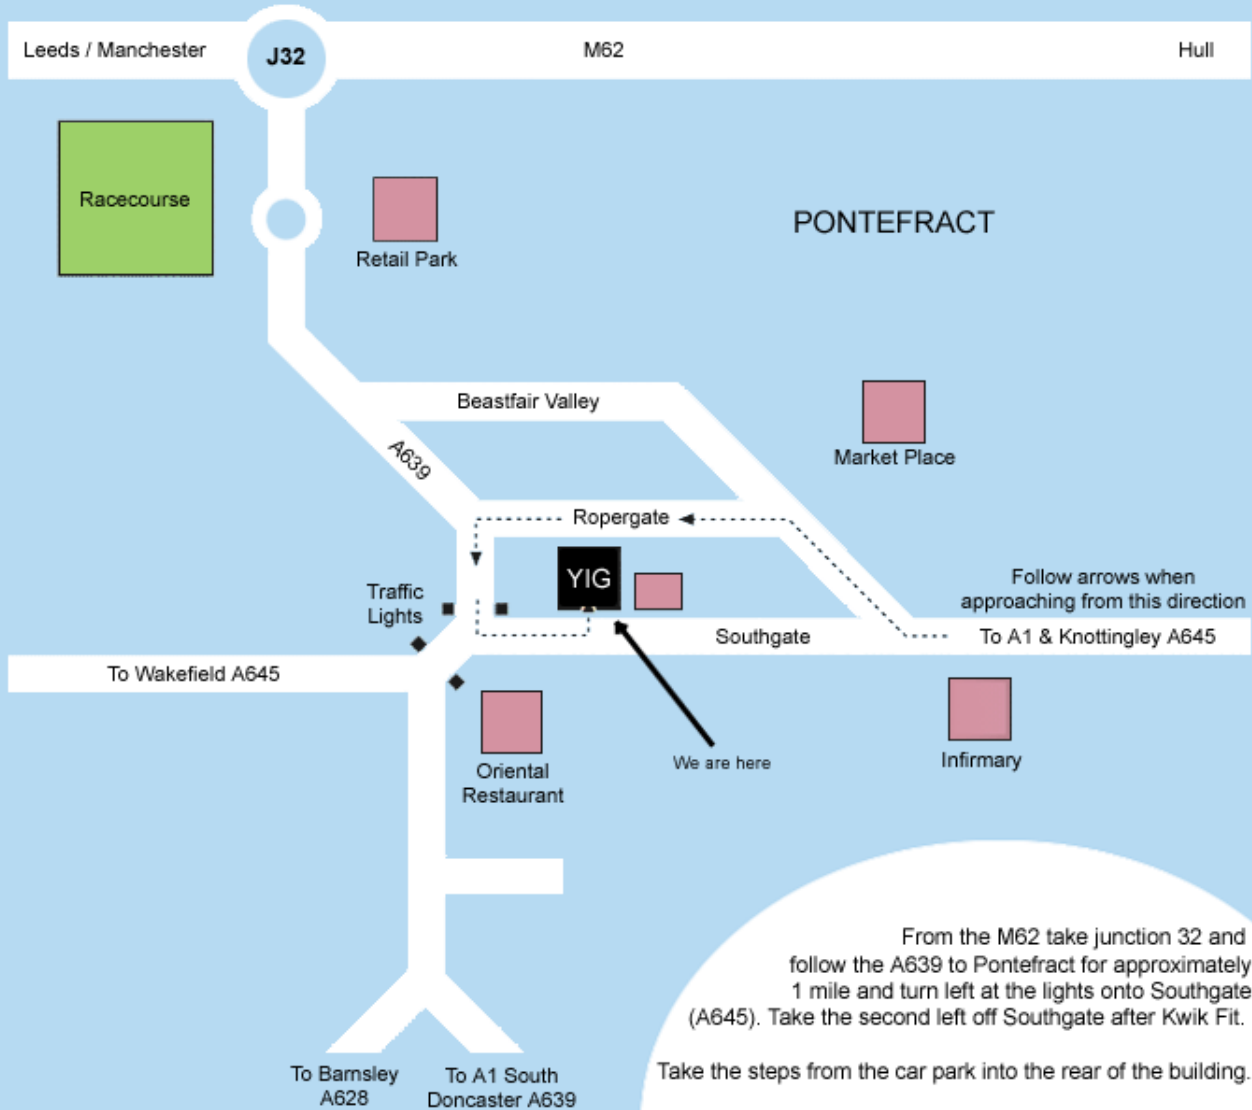 Leeds / Manchester
J32
M62
Hull
Racecourse
Retail Park
PONTEFRACT
Beastfair Valley
A639
Market Place
Ropergate
YIG
Traffic
Lights
Follow arrows when
approaching from this direction
Southgate
To A1 & Knottingley A645
To Wakefield A645
Oriental
Restaurant
We are here
Infirmary
From the M62 take junction 32 and
follow the A639 to Pontefract for approximately
1 mile and turn left at the lights onto Southgate
(A645). Take the second left off Southgate after Kwik Fit.
Take the steps from the car park into the rear of the building.
To Barnsley
A628
To A1 South
Doncaster A639